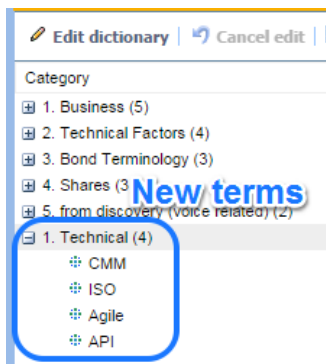 Edit dictionary | Cancel edit |
Category
1. Business (5)
2. Technical Factors (4)
3. Bond Terminology (3)
4. Shares (3
New terms
5. from discovery (voice related) (2)
1. Technical (4)
CMM
ISO
Agile
API